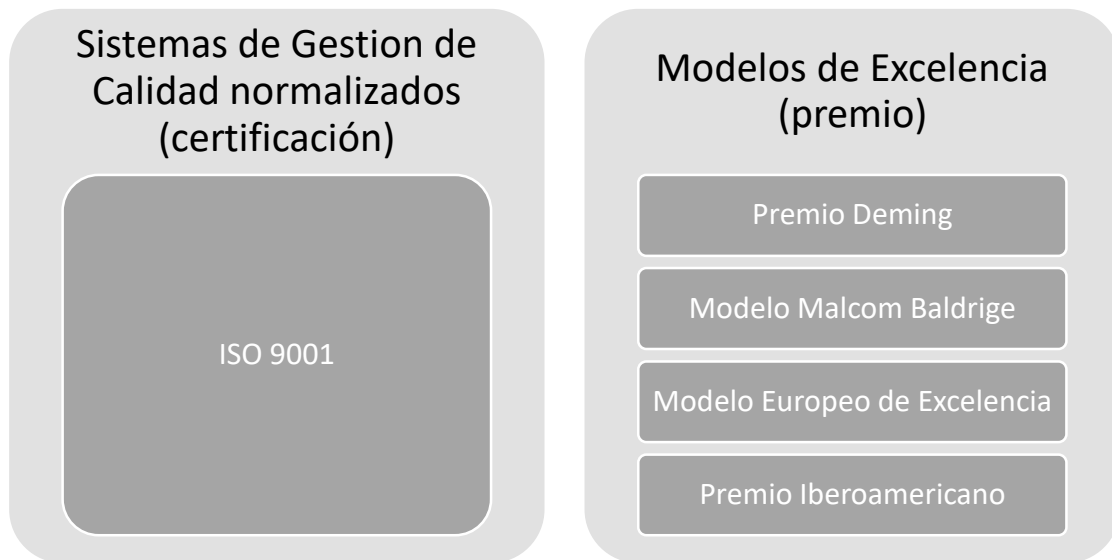 Sistemas de Gestion de
Calidad normalizados
(certificación)
ISO 9001
Modelos de Excelencia
(premio)
Premio Deming
Modelo Malcom Baldrige
Modelo Europeo de Excelencia
Premio Iberoamericano